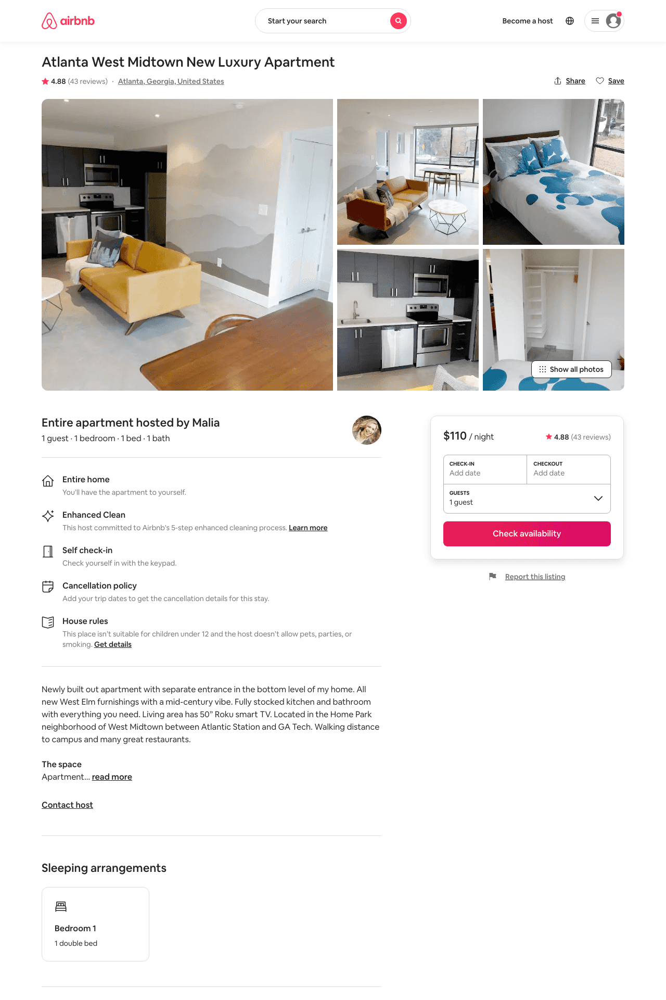 airbnb
Start your search
Become a host
Atlanta West Midtown New Luxury Apartment
4.88 (43 reviews) · Atlanta, Georgia, United States
Share
Save
Show all photos
Entire apartment hosted by Malia
1 guest · 1 bedroom · 1 bed · 1 bath
Entire home
You’ll have the apartment to yourself.
Enhanced Clean
This host committed to Airbnb's 5-step enhanced cleaning process. Learn more
Self check-in
Check yourself in with the keypad.
Cancellation policy
Add your trip dates to get the cancellation details for this stay.
House rules
This place isn’t suitable for children under 12 and the host doesn’t allow pets, parties, or
smoking. Get details
$110 / night
4.88 (43 reviews)
CHECK-IN
Add date
CHECKOUT
Add date
GUESTS
1 guest
Check availability
Report this listing
Newly built out apartment with separate entrance in the bottom level of my home. All
new West Elm furnishings with a mid-century vibe. Fully stocked kitchen and bathroom
with everything you need. Living area has 50” Roku smart TV. Located in the Home Park
neighborhood of West Midtown between Atlantic Station and GA Tech. Walking distance
to campus and many great restaurants.
The space
Apartment... read more
Contact host
Sleeping arrangements
Bedroom 1
1 double bed